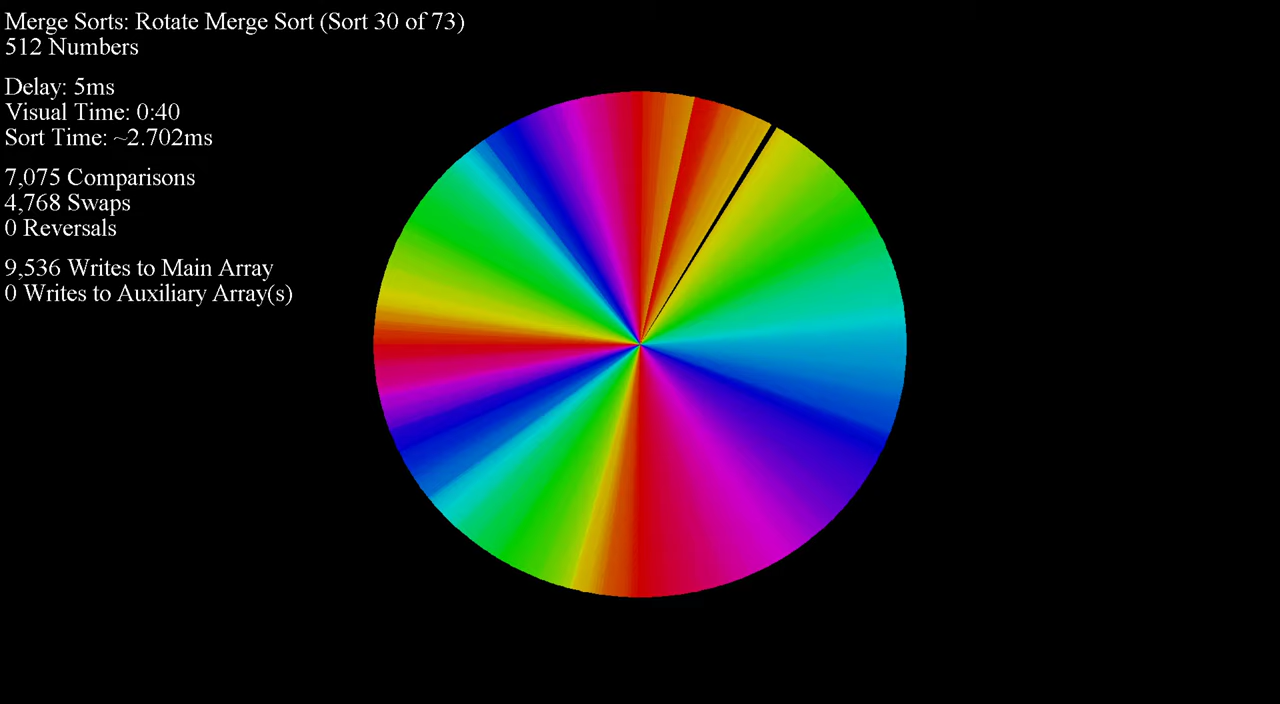 Merge Sorts: Rotate Merge Sort (Sort 30 of 73)
512 Numbers
Delay: 5ms
Visual Time: 0:40
Sort Time: ~2.702ms
7,075 Comparisons
4,768 Swaps
0 Reversals
9,536 Writes to Main Array
0 Writes to Auxiliary Array(s)